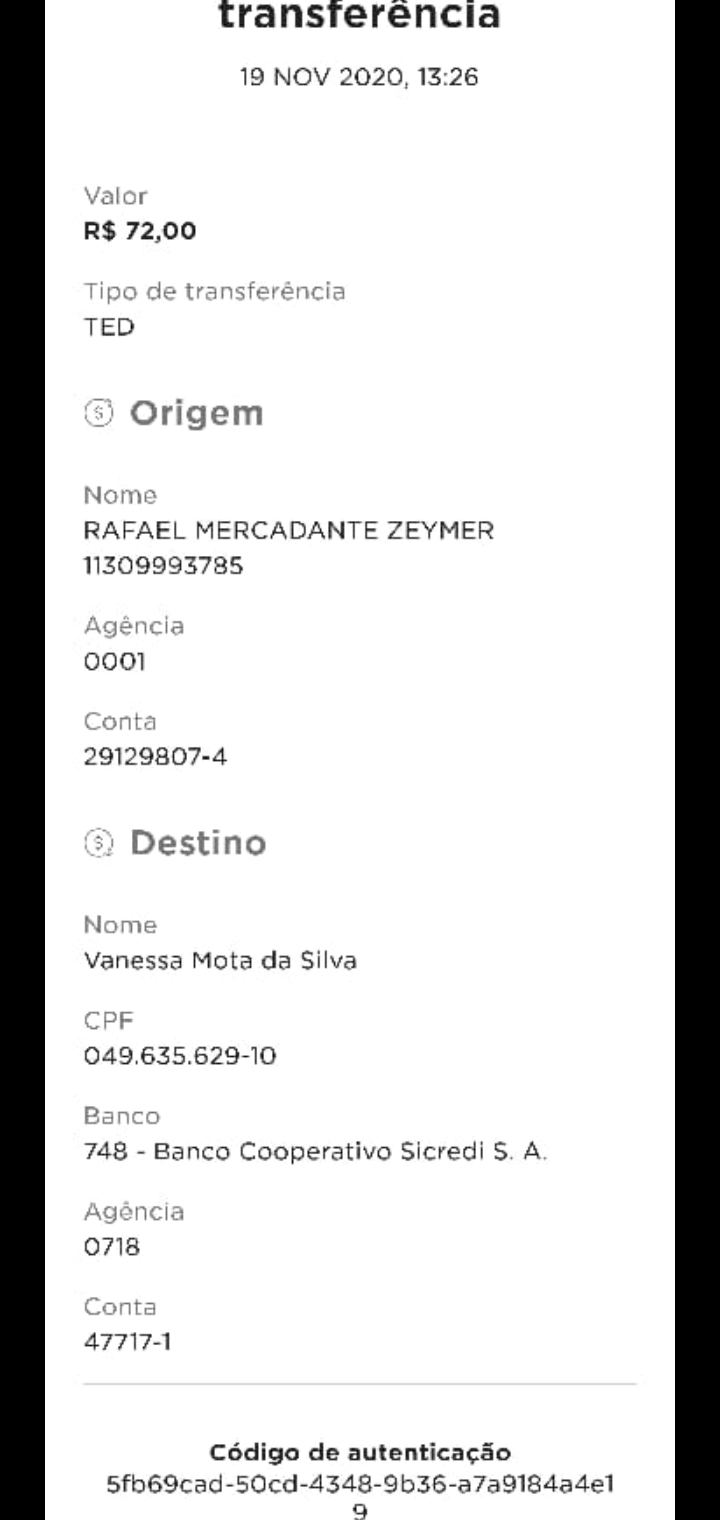 transferência
19 NOV 2020, 13:26
Valor
R$ 72,00
Tipo de transferência
TED
Origem
Nome
RAFAEL MERCADANTE ZEYMER
11309993785
Agência
0001
Conta
29129807-4
Destino
Nome
Vanessa Mota da Silva
CPF
049.635.629-10
Banco
748 - Banco Cooperativo Sicredi S. A.
Agência
0718
Conta
47717-1
Código de autenticação
5fb69cad-50cd-4348-9b36-a7a9184a4e1
9